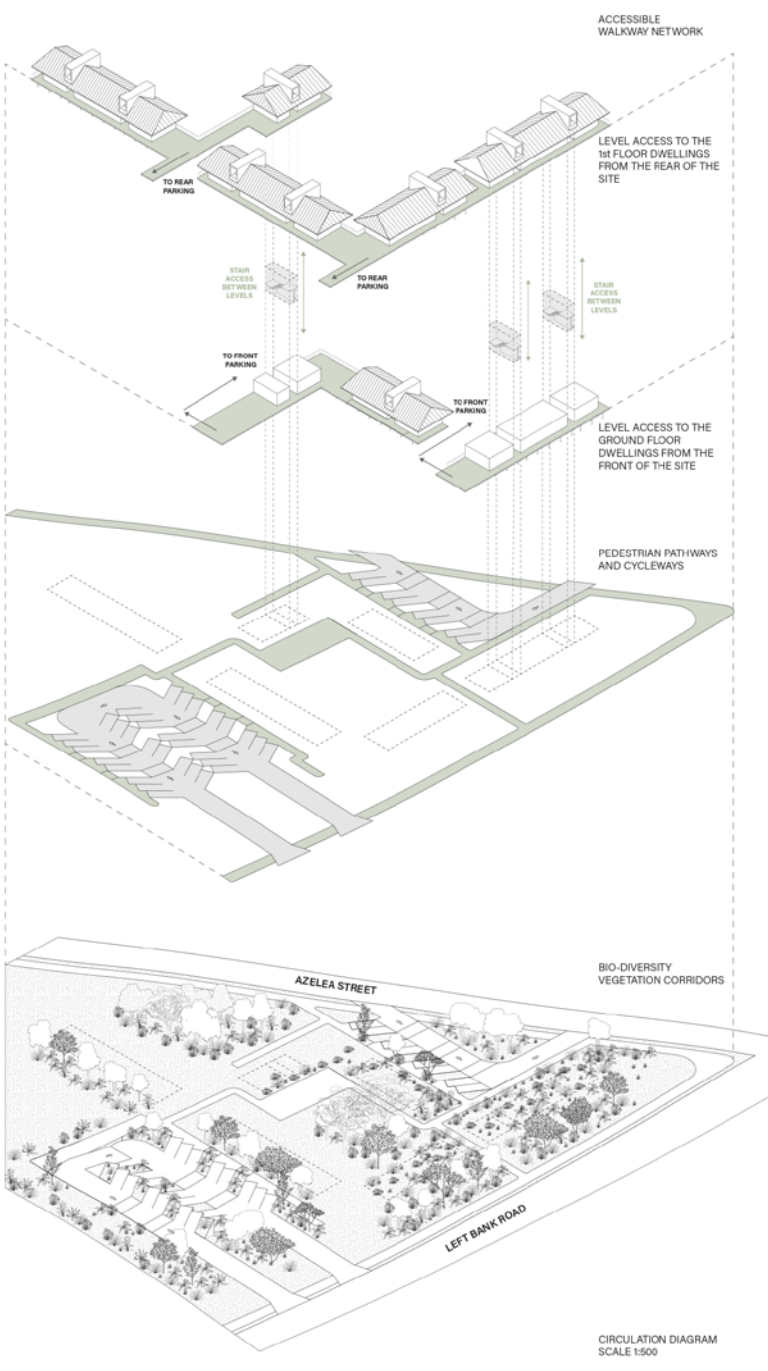 ACCESSIBLE
WALKWAY NETWORK
LEVEL ACCESS TO THE
1st FLOOR DWELLINGS
FROM THE REAR OF THE
SITE
TO REAR
PARKING
TO REAR
PARKING
STAIR
ACCESS
BETWEEN
LEVELS
STAIR
ACCESS
BETWEEN
LEVELS
TO FRONT
PARKING
TO FRONT
PARKING
LEVEL ACCESS TO THE
GROUND FLOOR
DWELLINGS FROM THE
FRONT OF THE SITE
PEDESTRIAN PATHWAYS
AND CYCLEWAYS
BIO-DIVERSITY
VEGETATION CORRIDORS
AZELEA STREET
LEFT BANK ROAD
CIRCULATION DIAGRAM
SCALE 1:500